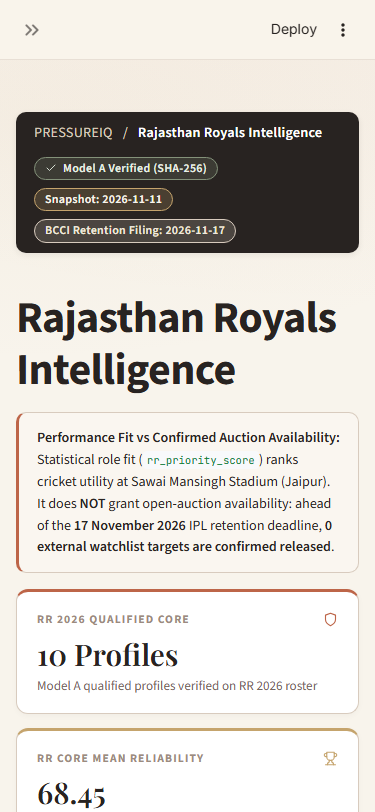 Deploy
PRESSUREIQ / Rajasthan Royals Intelligence
Model A Verified (SHA-256)
Snapshot: 2026-11-11
BCCI Retention Filing: 2026-11-17
Rajasthan Royals
Intelligence
Performance Fit vs Confirmed Auction Availability:
Statistical role fit ( rr_priority_score ) ranks
cricket utility at Sawai Mansingh Stadium (Jaipur).
It does NOT grant open-auction availability: ahead
of the 17 November 2026 IPL retention deadline, 0
external watchlist targets are confirmed released.
RR 2026 QUALIFIED CORE
10 Profiles
Model A qualified profiles verified on RR 2026 roster
RR CORE MEAN RELIABILITY
68.45